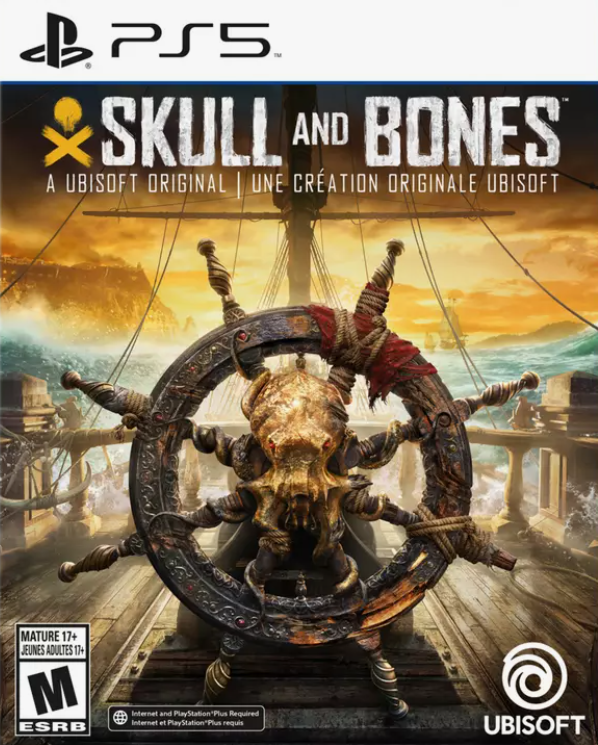 PS5
SKULL AND BONES™
A UBISOFT ORIGINAL | UNE CRÉATION ORIGINALE UBISOFT
MATURE 17+
JEUNES ADULTES 17+
M
ESRB
Internet and PlayStation®Plus Required
Internet et PlayStation®Plus requis
UBISOFT